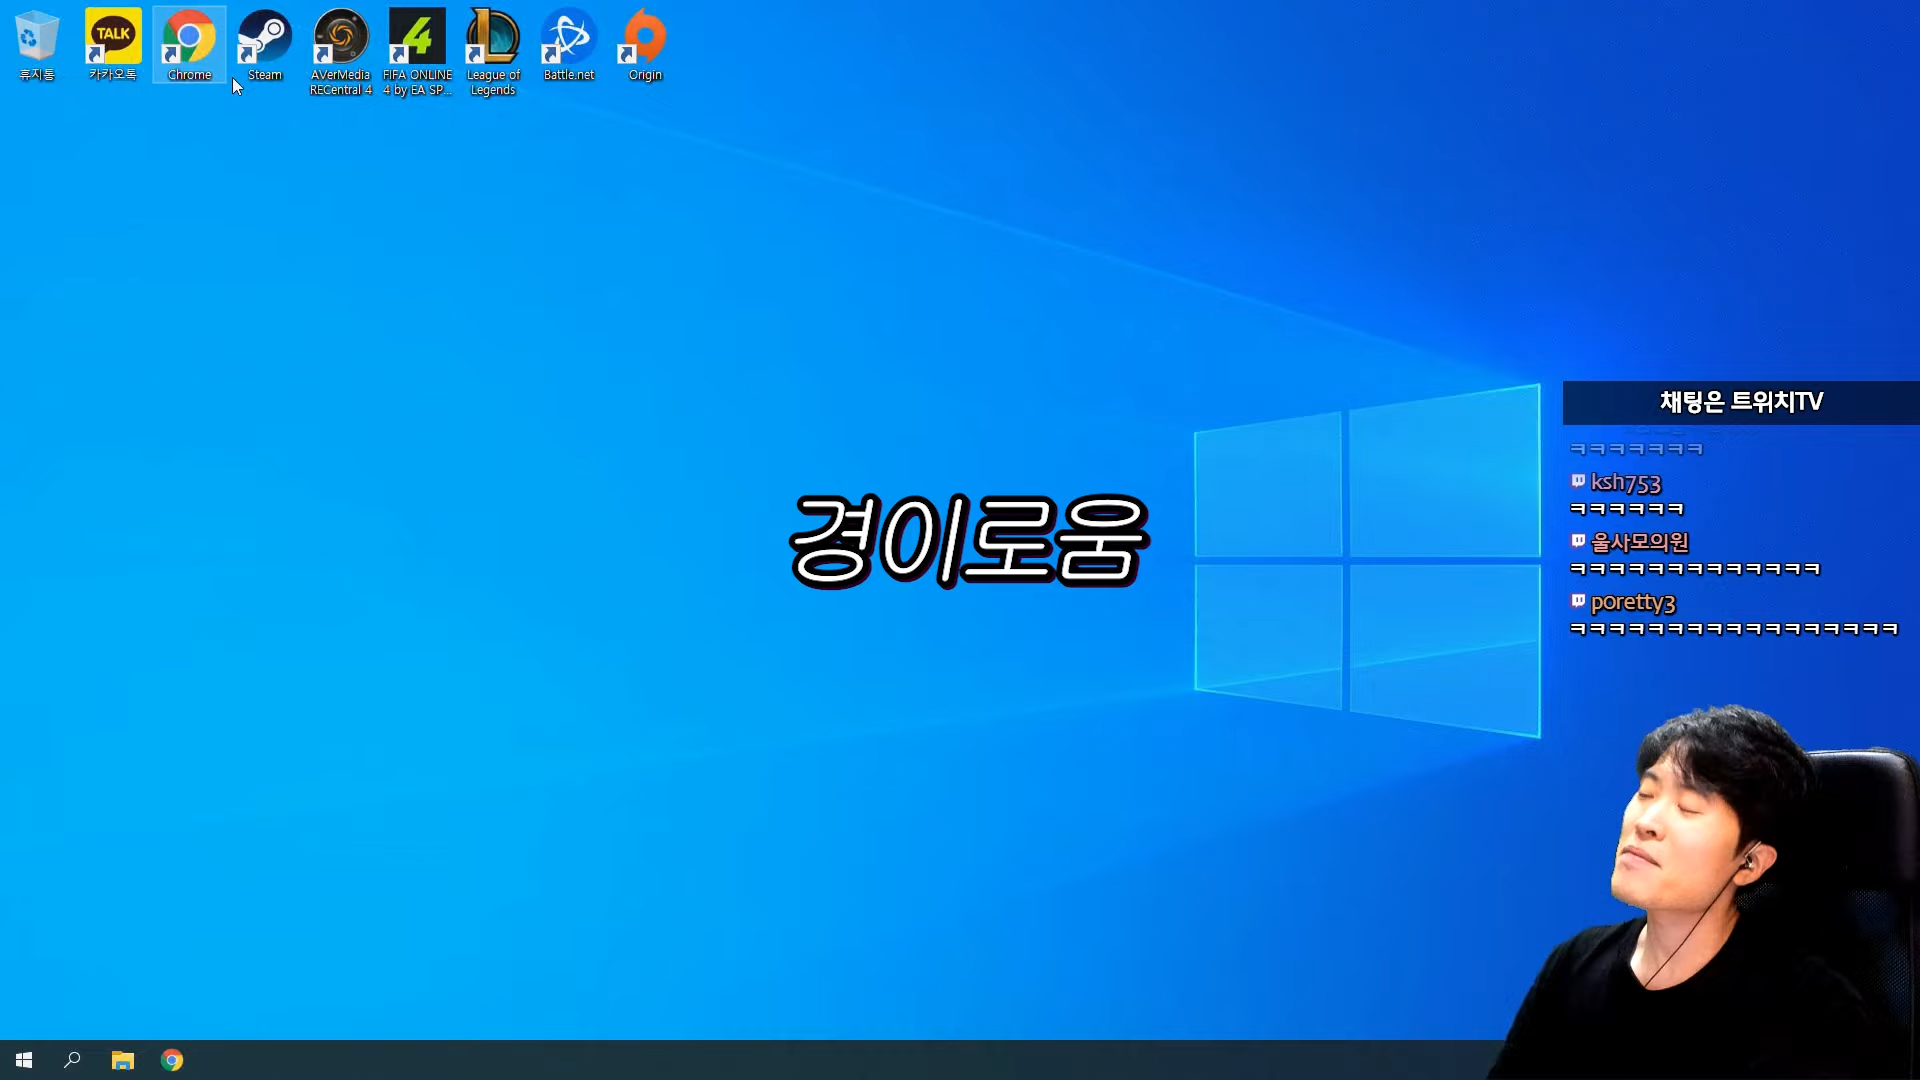 TALK
휴지통
카카오톡
Chrome
Steam
AVerMedia
RECentral 4
4
FIFA ONLINE
4 by EA SP...
League of
Legends
Battle.net
Origin
채팅은 트위치TV
ㅋㅋㅋㅋㅋㅋㅋ
ksh753
ㅋㅋㅋㅋㅋㅋ
울사모의원
ㅋㅋㅋㅋㅋㅋㅋㅋㅋㅋㅋㅋㅋ
poretty3
ㅋㅋㅋㅋㅋㅋㅋㅋㅋㅋㅋㅋㅋㅋㅋㅋㅋ
경이로움